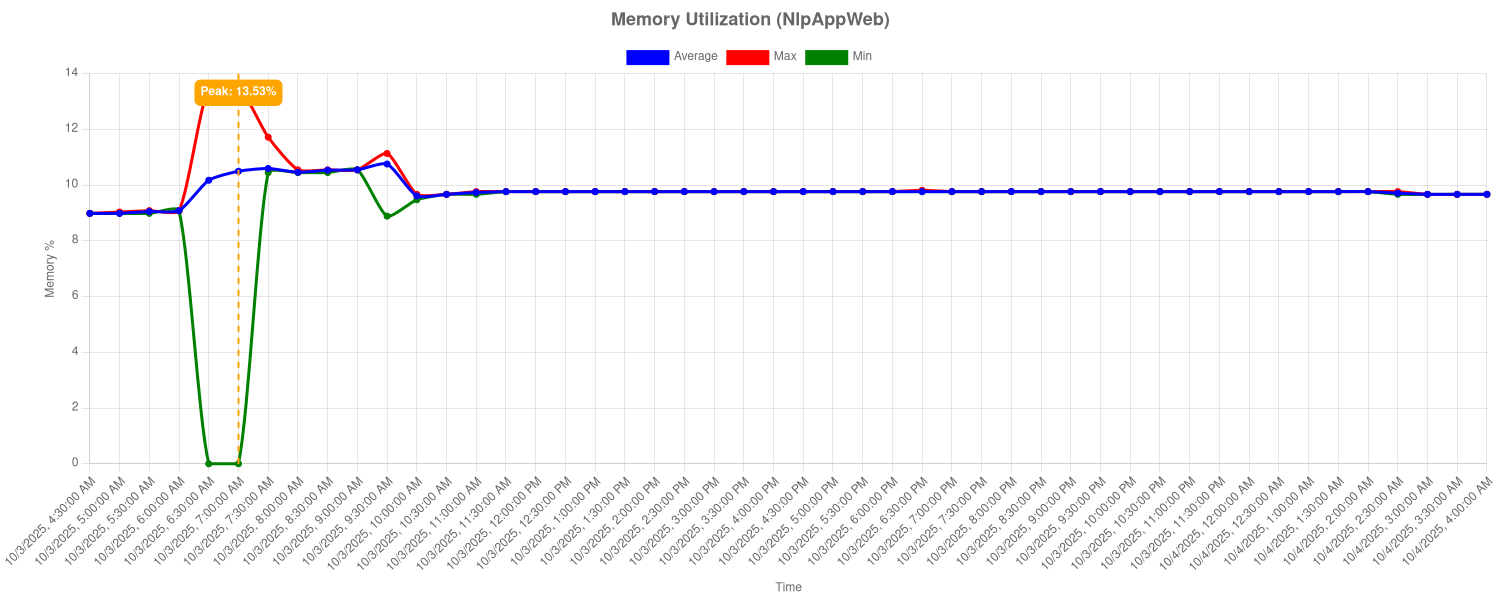 Memory Utilization (NlpAppWeb)
Average Max Min
Peak: 13.53%
14
12
10
8
6
4
2
0
Memory %
10/3/2025, 4:30:00 AM
10/3/2025, 5:00:00 AM
10/3/2025, 5:30:00 AM
10/3/2025, 6:00:00 AM
10/3/2025, 6:30:00 AM
10/3/2025, 7:00:00 AM
10/3/2025, 7:30:00 AM
10/3/2025, 8:00:00 AM
10/3/2025, 8:30:00 AM
10/3/2025, 9:00:00 AM
10/3/2025, 9:30:00 AM
10/3/2025, 10:00:00 AM
10/3/2025, 10:30:00 AM
10/3/2025, 11:00:00 AM
10/3/2025, 11:30:00 AM
10/3/2025, 12:00:00 PM
10/3/2025, 12:30:00 PM
10/3/2025, 1:00:00 PM
10/3/2025, 1:30:00 PM
10/3/2025, 2:00:00 PM
10/3/2025, 2:30:00 PM
10/3/2025, 3:00:00 PM
10/3/2025, 3:30:00 PM
10/3/2025, 4:00:00 PM
10/3/2025, 4:30:00 PM
10/3/2025, 5:00:00 PM
10/3/2025, 5:30:00 PM
10/3/2025, 6:00:00 PM
10/3/2025, 6:30:00 PM
10/3/2025, 7:00:00 PM
10/3/2025, 7:30:00 PM
10/3/2025, 8:00:00 PM
10/3/2025, 8:30:00 PM
10/3/2025, 9:00:00 PM
10/3/2025, 9:30:00 PM
10/3/2025, 10:00:00 PM
10/3/2025, 10:30:00 PM
10/3/2025, 11:00:00 PM
10/3/2025, 11:30:00 PM
10/4/2025, 12:00:00 AM
10/4/2025, 12:30:00 AM
10/4/2025, 1:00:00 AM
10/4/2025, 1:30:00 AM
10/4/2025, 2:00:00 AM
10/4/2025, 2:30:00 AM
10/4/2025, 3:00:00 AM
10/4/2025, 3:30:00 AM
10/4/2025, 4:00:00 AM
Time